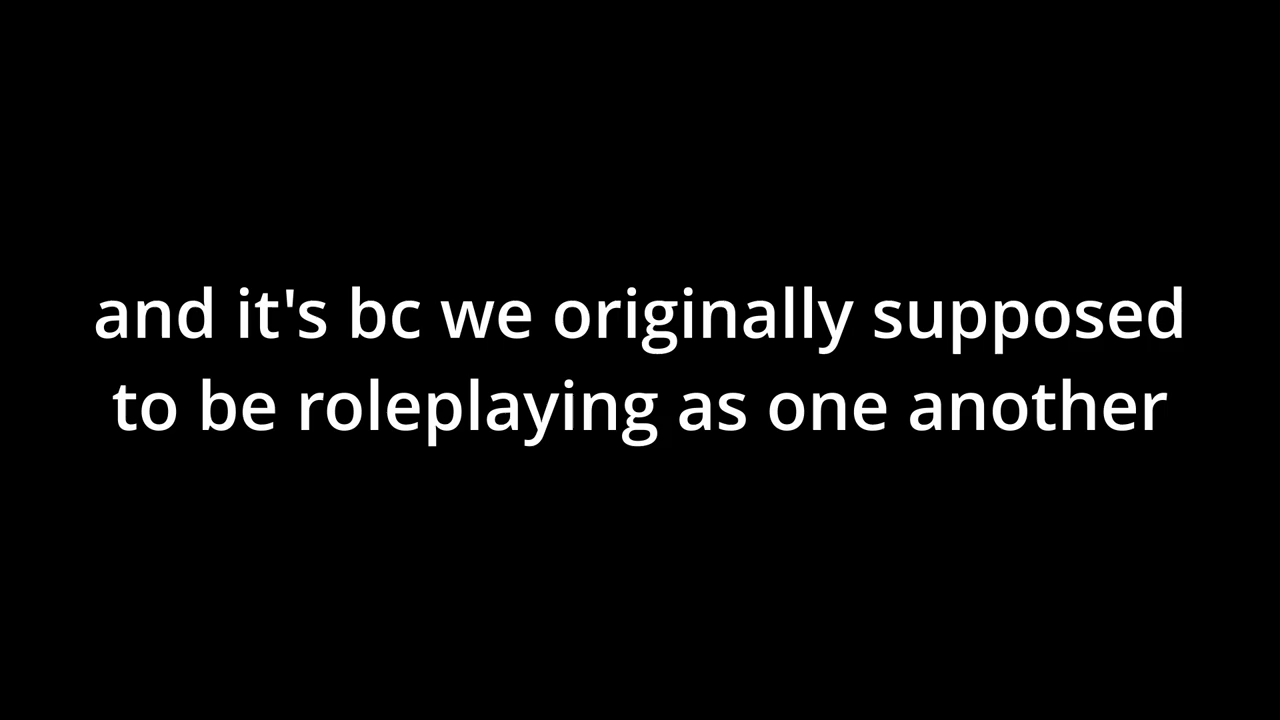 and it's bc we originally supposed
to be roleplaying as one another